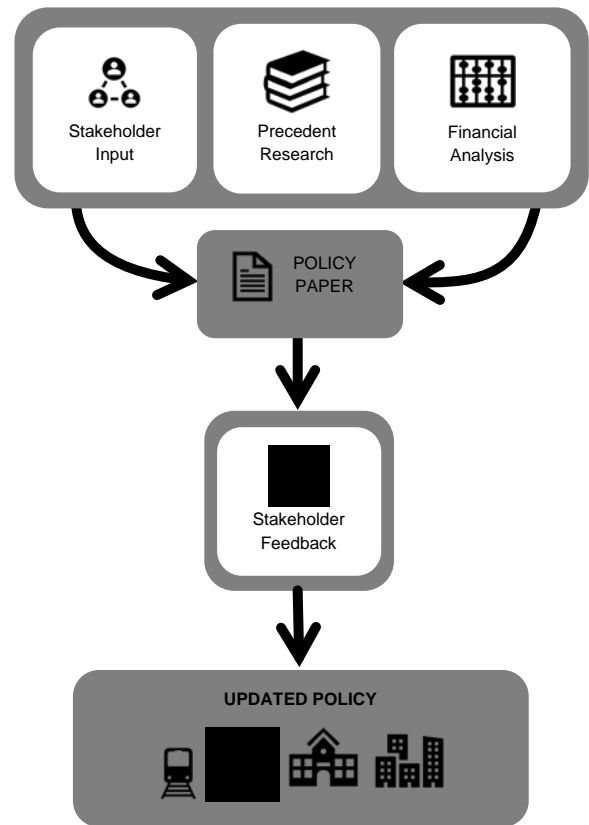 Stakeholder
Input
Precedent
Research
Financial
Analysis
POLICY
PAPER
Stakeholder
Feedback
UPDATED POLICY